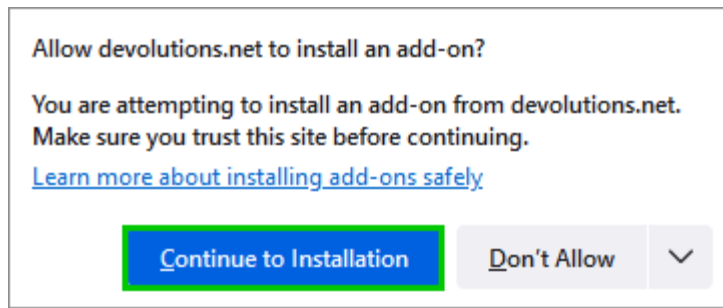 Allow devolutions.net to install an add-on?
You are attempting to install an add-on from devolutions.net.
Make sure you trust this site before continuing.
Learn more about installing add-ons safely
Continue to Installation
Don't Allow